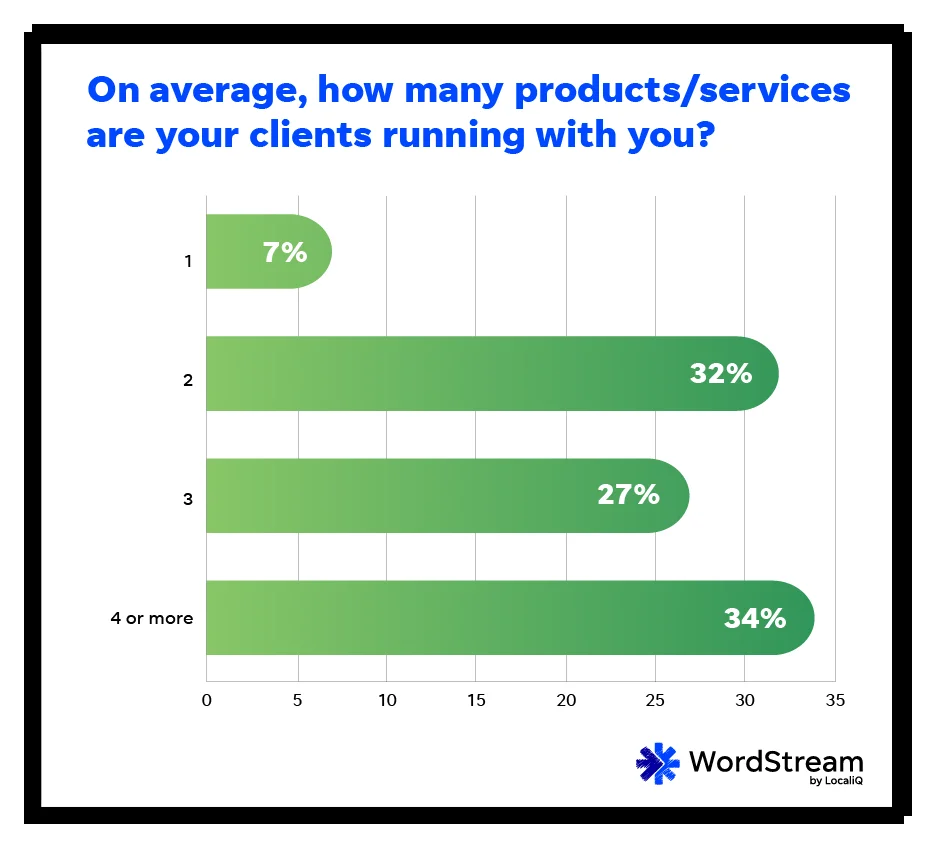 On average, how many products/services
are your clients running with you?
1
7%
2
32%
3
27%
4 or more
34%
0 5 10 15 20 25 30 35
WordStream
by LocaliQ